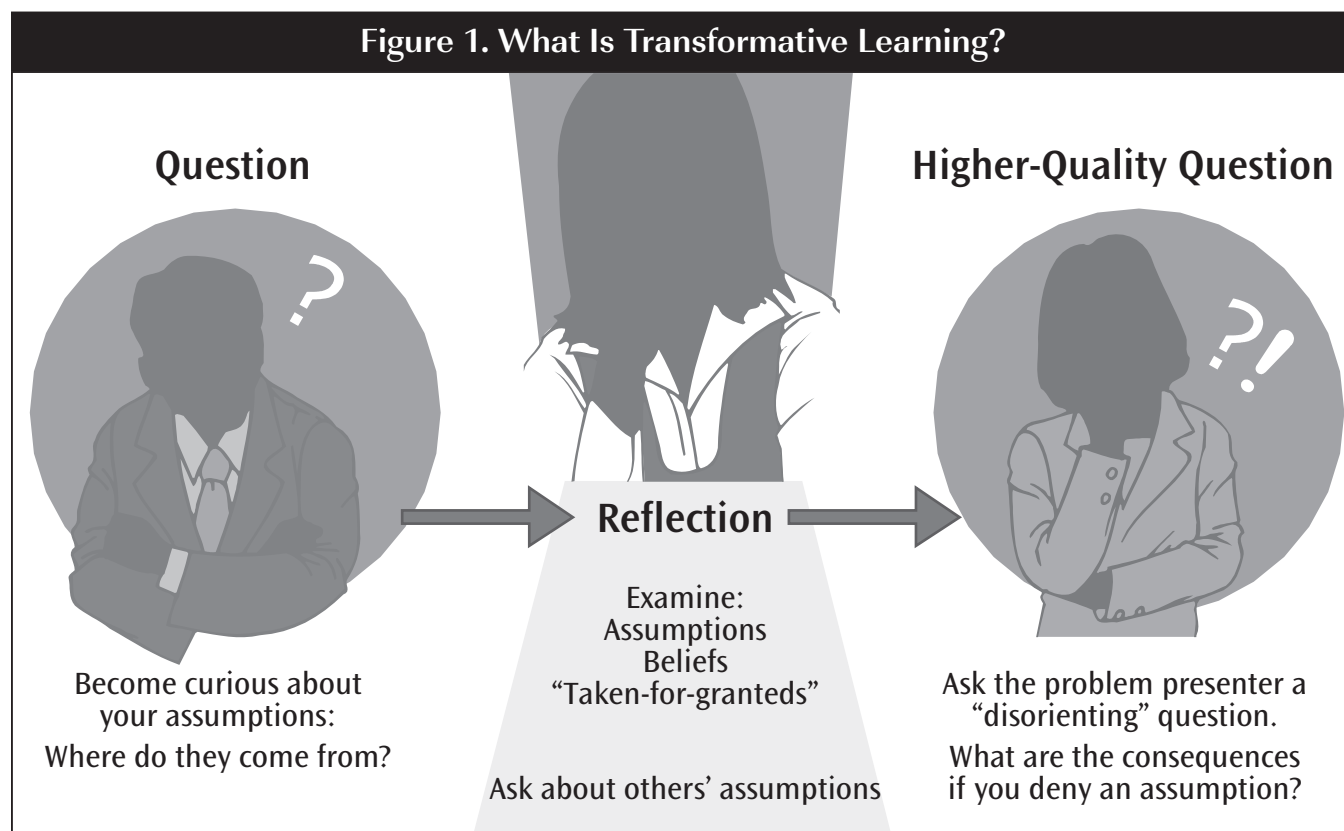 Figure 1. What Is Transformative Learning?
Question
?
Become curious about
your assumptions:
Where do they come from?
Reflection
Examine:
Assumptions
Beliefs
“Taken-for-granteds”
Ask about others’ assumptions
Higher-Quality Question
?!
Ask the problem presenter a
“disorienting” question.
What are the consequences
if you deny an assumption?